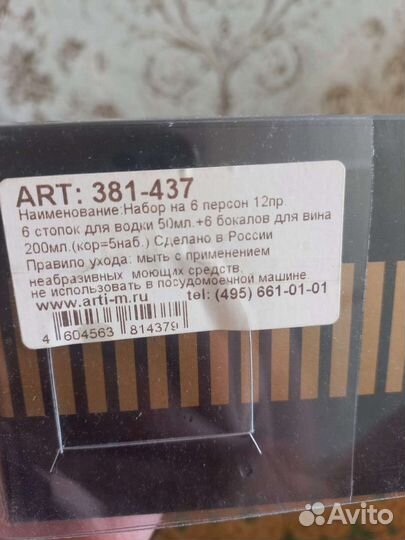 ART: 381-437
Наименование:Набор на 6 персон 12пр.
6 стопок для водки 50мл.+6 бокалов для вина
200мл.(кор=5наб.) Сделано в России
Правило ухода: мыть с применением
неабразивных моющих средств,
не использовать в посудомоечной машине.
www.arti-m.ru tel: (495) 661-01-01
4 604563 814379
Avito